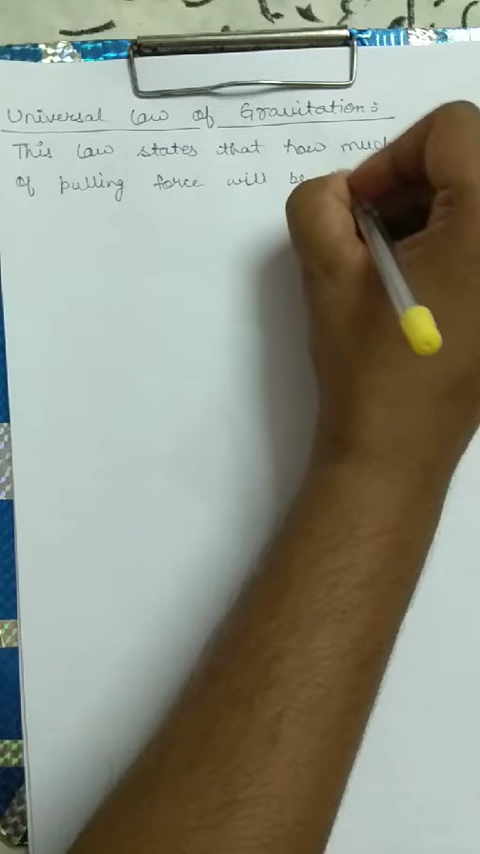 Universal law of Gravitation:
This law states that how much
of pulling force will be